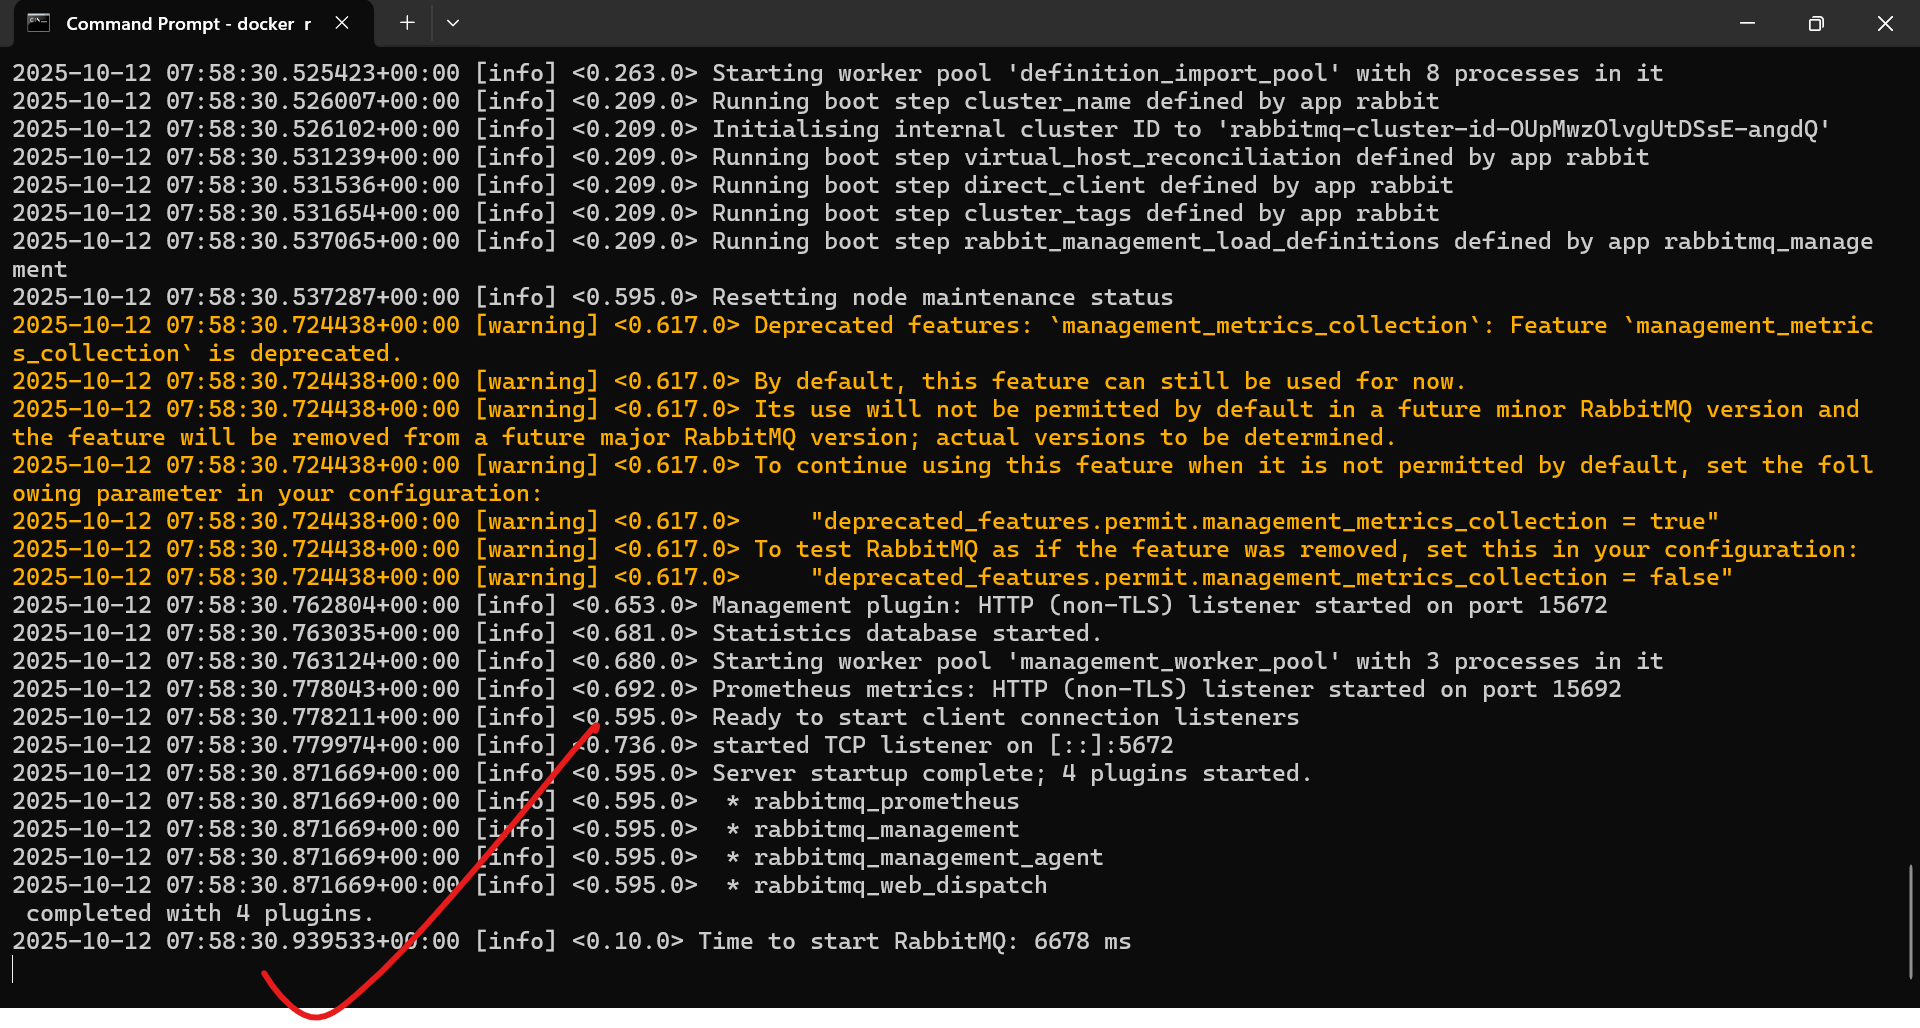 Command Prompt - docker  r
2025-10-12 07:58:30.525423+00:00 [info] <0.263.0> Starting worker pool 'definition_import_pool' with 8 processes in it
2025-10-12 07:58:30.526007+00:00 [info] <0.209.0> Running boot step cluster_name defined by app rabbit
2025-10-12 07:58:30.526102+00:00 [info] <0.209.0> Initialising internal cluster ID to 'rabbitmq-cluster-id-OUpMwzOlvgUtDSsE-angdQ'
2025-10-12 07:58:30.531239+00:00 [info] <0.209.0> Running boot step virtual_host_reconciliation defined by app rabbit
2025-10-12 07:58:30.531536+00:00 [info] <0.209.0> Running boot step direct_client defined by app rabbit
2025-10-12 07:58:30.531654+00:00 [info] <0.209.0> Running boot step cluster_tags defined by app rabbit
2025-10-12 07:58:30.537065+00:00 [info] <0.209.0> Running boot step rabbit_management_load_definitions defined by app rabbitmq_manage
ment
2025-10-12 07:58:30.537287+00:00 [info] <0.595.0> Resetting node maintenance status
2025-10-12 07:58:30.724438+00:00 [warning] <0.617.0> Deprecated features: `management_metrics_collection`: Feature `management_metric
s_collection` is deprecated.
2025-10-12 07:58:30.724438+00:00 [warning] <0.617.0> By default, this feature can still be used for now.
2025-10-12 07:58:30.724438+00:00 [warning] <0.617.0> Its use will not be permitted by default in a future minor RabbitMQ version and
the feature will be removed from a future major RabbitMQ version; actual versions to be determined.
2025-10-12 07:58:30.724438+00:00 [warning] <0.617.0> To continue using this feature when it is not permitted by default, set the foll
owing parameter in your configuration:
2025-10-12 07:58:30.724438+00:00 [warning] <0.617.0>     "deprecated_features.permit.management_metrics_collection = true"
2025-10-12 07:58:30.724438+00:00 [warning] <0.617.0> To test RabbitMQ as if the feature was removed, set this in your configuration:
2025-10-12 07:58:30.724438+00:00 [warning] <0.617.0>     "deprecated_features.permit.management_metrics_collection = false"
2025-10-12 07:58:30.762804+00:00 [info] <0.653.0> Management plugin: HTTP (non-TLS) listener started on port 15672
2025-10-12 07:58:30.763035+00:00 [info] <0.681.0> Statistics database started.
2025-10-12 07:58:30.763124+00:00 [info] <0.680.0> Starting worker pool 'management_worker_pool' with 3 processes in it
2025-10-12 07:58:30.778043+00:00 [info] <0.692.0> Prometheus metrics: HTTP (non-TLS) listener started on port 15692
2025-10-12 07:58:30.778211+00:00 [info] <0.595.0> Ready to start client connection listeners
2025-10-12 07:58:30.779974+00:00 [info] <0.736.0> started TCP listener on [::]:5672
2025-10-12 07:58:30.871669+00:00 [info] <0.595.0> Server startup complete; 4 plugins started.
2025-10-12 07:58:30.871669+00:00 [info] <0.595.0>  * rabbitmq_prometheus
2025-10-12 07:58:30.871669+00:00 [info] <0.595.0>  * rabbitmq_management
2025-10-12 07:58:30.871669+00:00 [info] <0.595.0>  * rabbitmq_management_agent
2025-10-12 07:58:30.871669+00:00 [info] <0.595.0>  * rabbitmq_web_dispatch
 completed with 4 plugins.
2025-10-12 07:58:30.939533+00:00 [info] <0.10.0> Time to start RabbitMQ: 6678 ms